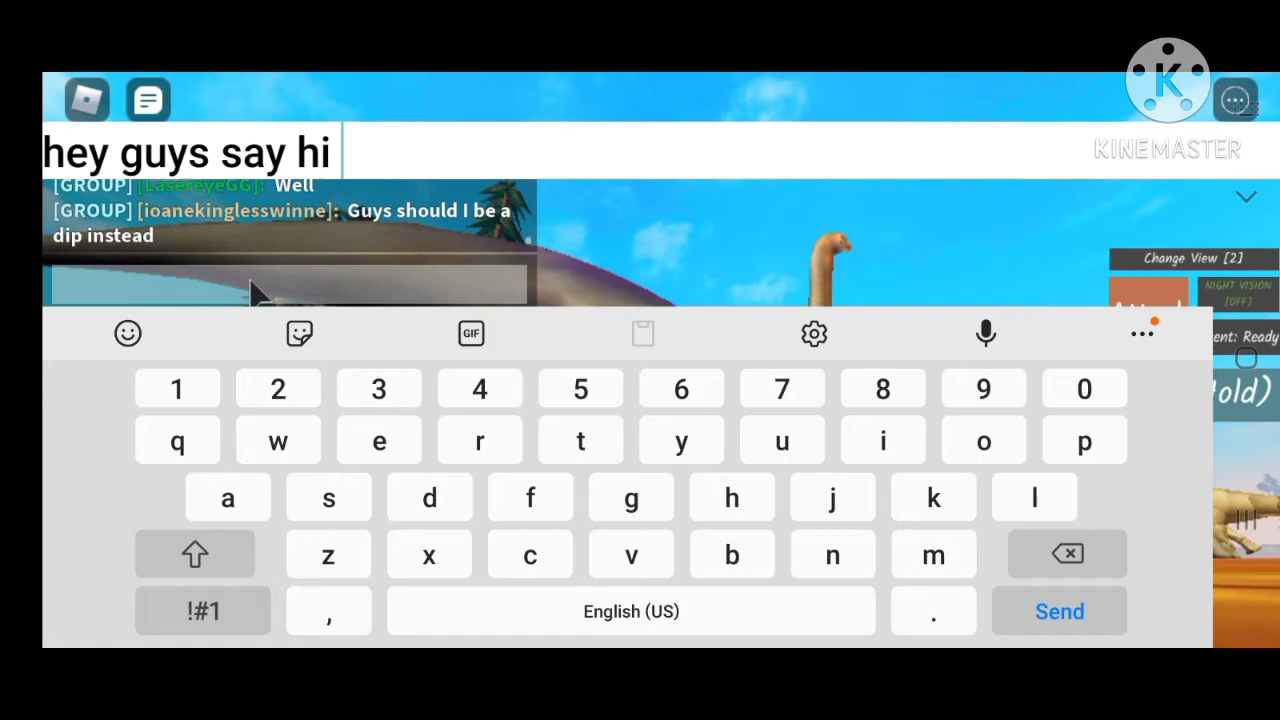 K
KINEMASTER
hey guys say hi
[GROUP] [LasereyeGG]: Well
[GROUP] [ioanekinglesswinne]: Guys should I be a
dip instead
Change View [2]
NIGHT VISION
[OFF]
ent: Ready
old)
GIF
1 2 3 4 5 6 7 8 9 0
q w e r t y u i o p
a s d f g h j k l
z x c v b n m
!#1 , English (US) . Send